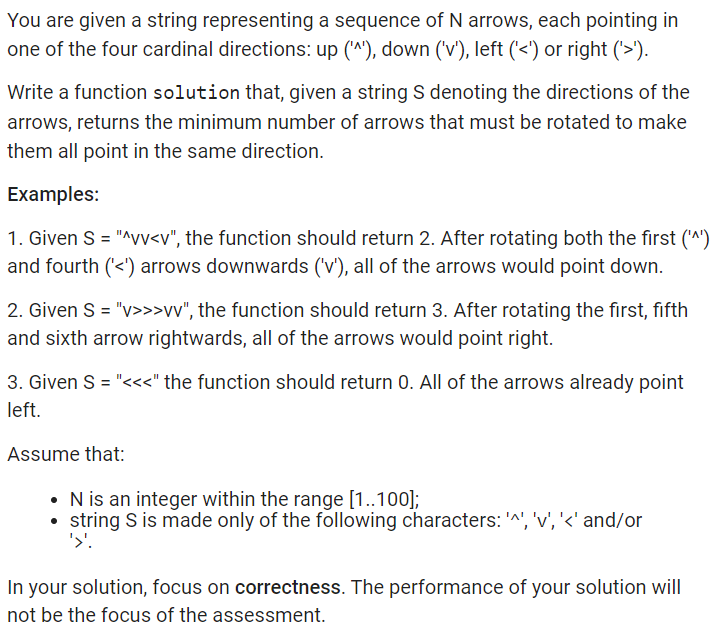 You are given a string representing a sequence of N arrows, each pointing in
one of the four cardinal directions: up ('^'), down ('v'), left ('<') or right ('>').
Write a function solution that, given a string S denoting the directions of the
arrows, returns the minimum number of arrows that must be rotated to make
them all point in the same direction.
Examples:
1. Given S = "^vv<v", the function should return 2. After rotating both the first ('^')
and fourth ('<') arrows downwards ('v'), all of the arrows would point down.
2. Given S = "v>>>vv", the function should return 3. After rotating the first, fifth
and sixth arrow rightwards, all of the arrows would point right.
3. Given S = "<<<" the function should return 0. All of the arrows already point
left.
Assume that:
• N is an integer within the range [1..100];
• string S is made only of the following characters: '^', 'v', '<' and/or
'>'.
In your solution, focus on correctness. The performance of your solution will
not be the focus of the assessment.